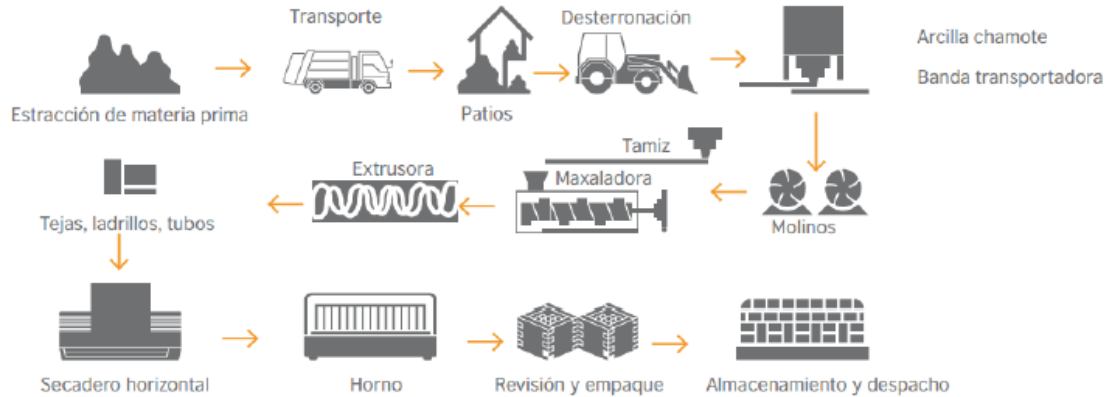 Transporte
Desterronación
Arcilla chamote
Banda transportadora
Estracción de materia prima
Patios
Tamiz
Extrusora
Maxaladora
Tejas, ladrillos, tubos
Molinos
Secadero horizontal
Horno
Revisión y empaque
Almacenamiento y despacho